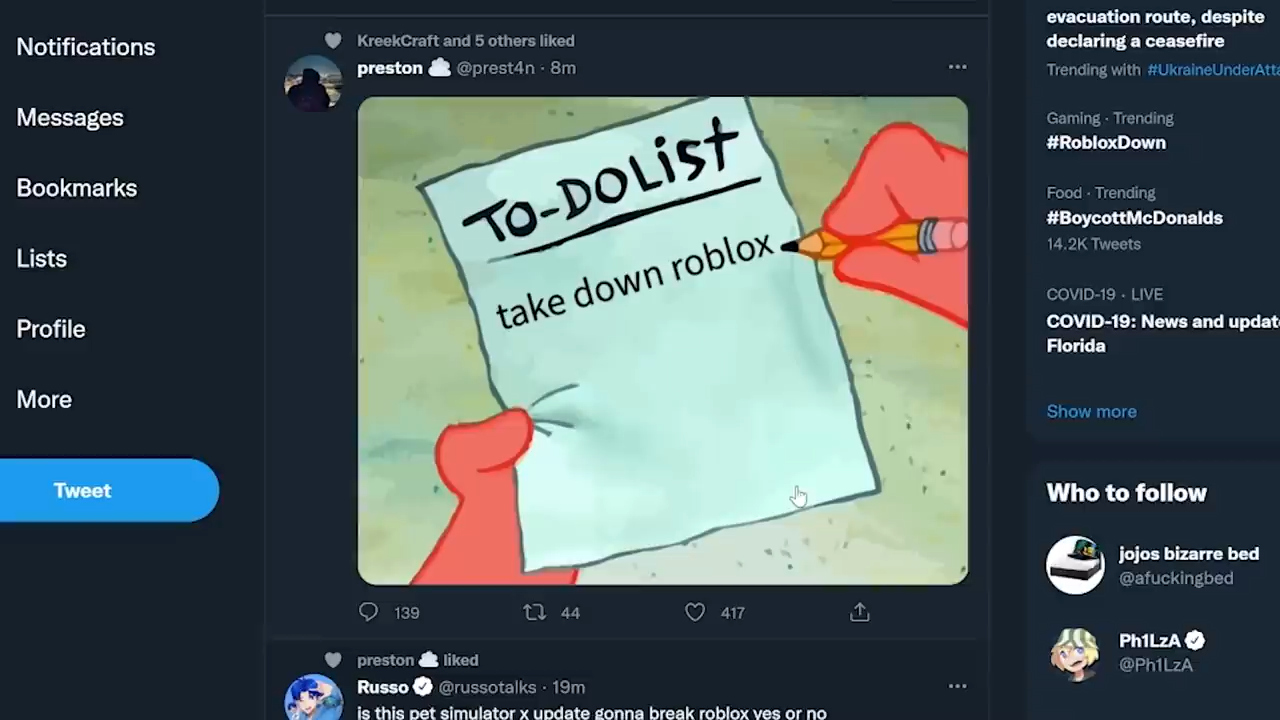 Notifications
Messages
Bookmarks
Lists
Profile
More
Tweet
KreekCraft and 5 others liked
preston @prest4n · 8m
TO-DO LIST
take down roblox
139
44
417
preston liked
Russo @russotalks · 19m
is this pet simulator x update gonna break roblox yes or no
evacuation route, despite
declaring a ceasefire
Trending with #UkraineUnderAtta
Gaming · Trending
#RobloxDown
Food · Trending
#BoycottMcDonalds
14.2K Tweets
COVID-19 · LIVE
COVID-19: News and update
Florida
Show more
Who to follow
jojos bizarre bed
@afuckingbed
Ph1LzA
@Ph1LzA